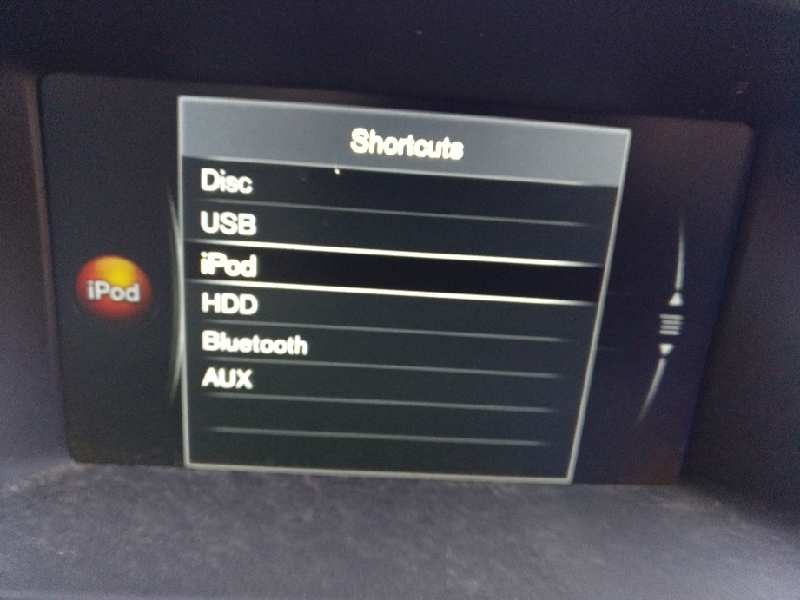 Shortcuts
Disc
USB
iPod
iPod
HDD
Bluetooth
AUX